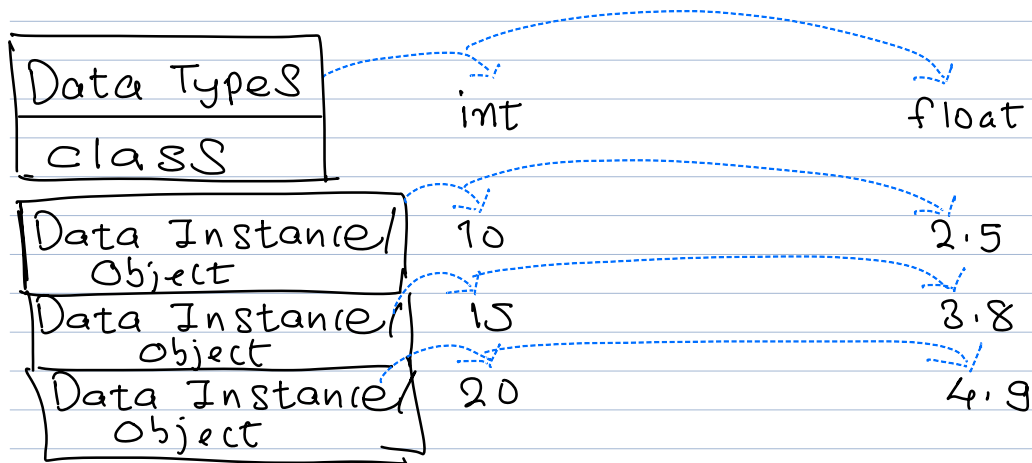 Data Types int float
class
Data Instance/ 10 2.5
Object
Data Instance/ 15 3.8
Object
Data Instance/ 20 4.9
Object